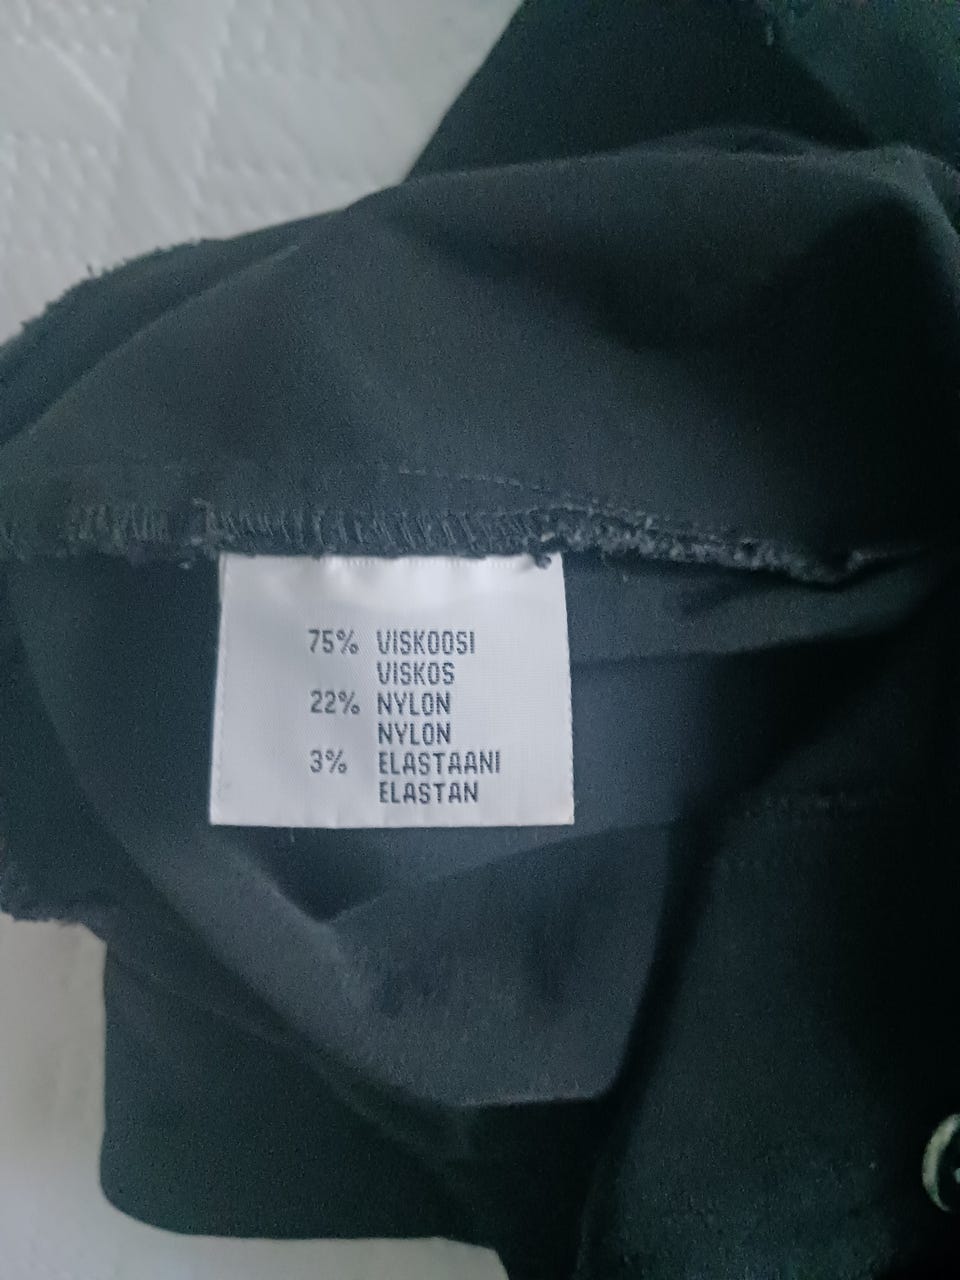 75% VISKOOSI
VISKOS
22% NYLON
NYLON
3% ELASTAANI
ELASTAN